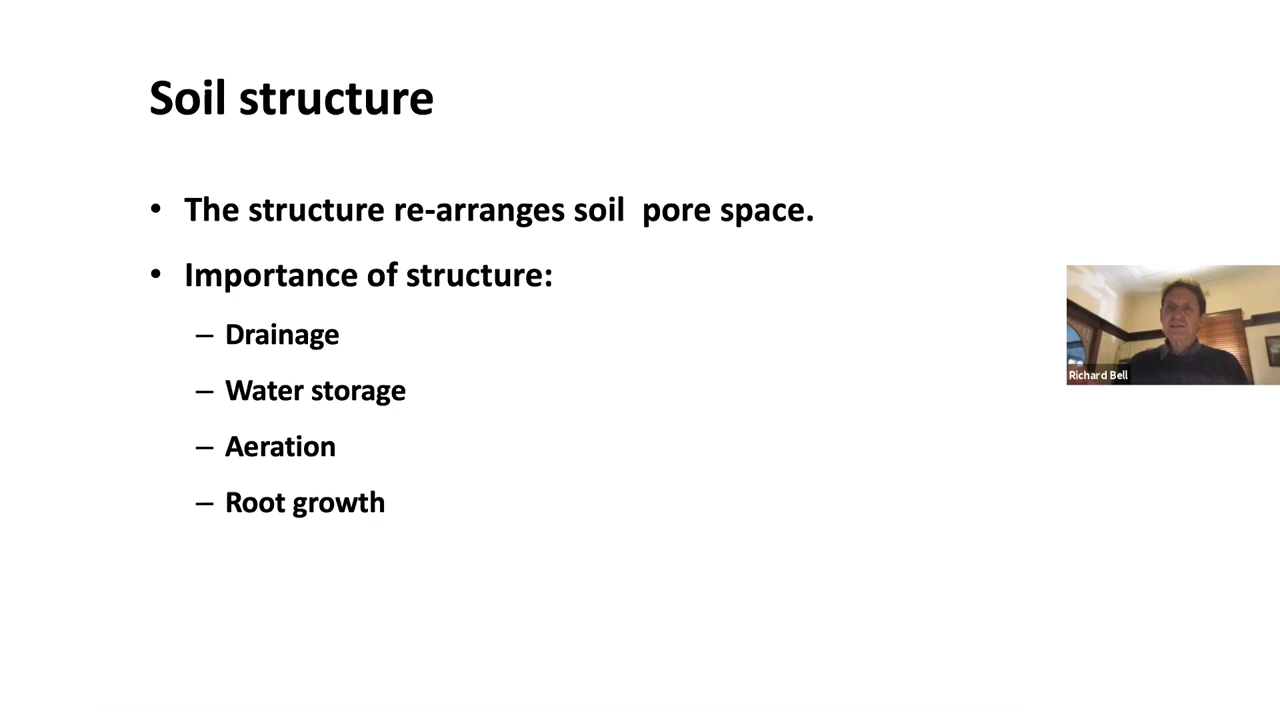 Soil structure
• The structure re-arranges soil  pore space.
• Importance of structure:
– Drainage
– Water storage
– Aeration
– Root growth
Richard Bell